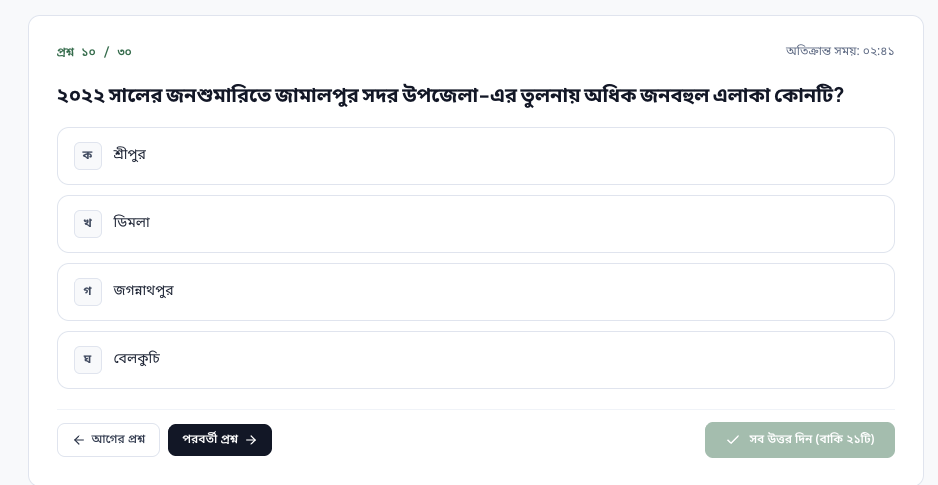 প্রশ্ন ১০ / ৩০
অতিক্রান্ত সময়: ০২:৪১
২০২২ সালের জনশুমারিতে জামালপুর সদর উপজেলা-এর তুলনায় অধিক জনবহুল এলাকা কোনটি?
ক শ্রীপুর
খ ডিমলা
গ জগন্নাথপুর
ঘ বেলকুচি
← আগের প্রশ্ন পরবর্তী প্রশ্ন → ✓ সব উত্তর দিন (বাকি ২১টি)